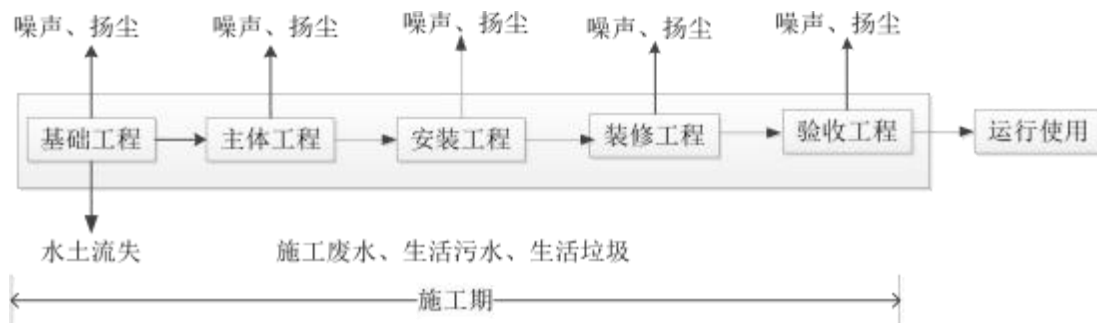 噪声、扬尘 噪声、扬尘 噪声、扬尘 噪声、扬尘 噪声、扬尘
基础工程 主体工程 安装工程 装修工程 验收工程 运行使用
水土流失 施工废水、生活污水、生活垃圾
施工期